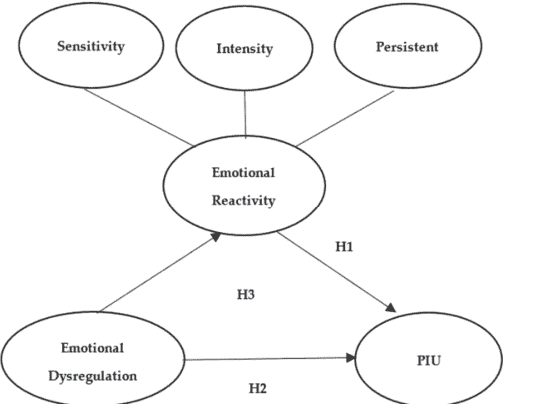 Sensitivity
Intensity
Persistent
Emotional
Reactivity
H1
H3
Emotional
Dysregulation
PIU
H2